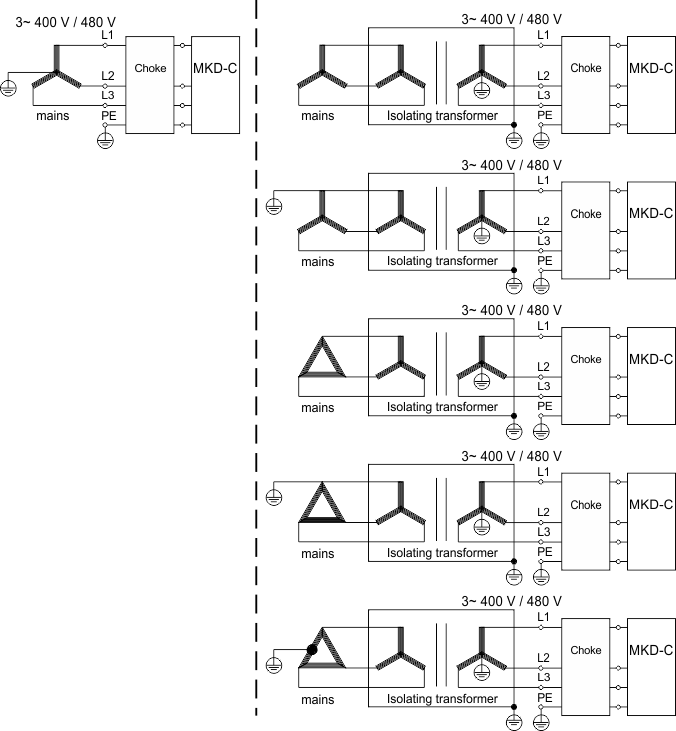 3~ 400 V / 480 V
L1
Choke
MKD-C
L2
L3
PE
mains
3~ 400 V / 480 V
L1
Choke
MKD-C
L2
L3
PE
mains
Isolating transformer
3~ 400 V / 480 V
L1
Choke
MKD-C
L2
L3
PE
mains
Isolating transformer
3~ 400 V / 480 V
L1
Choke
MKD-C
L2
L3
PE
mains
Isolating transformer
3~ 400 V / 480 V
L1
Choke
MKD-C
L2
L3
PE
mains
Isolating transformer
3~ 400 V / 480 V
L1
Choke
MKD-C
L2
L3
PE
mains
Isolating transformer